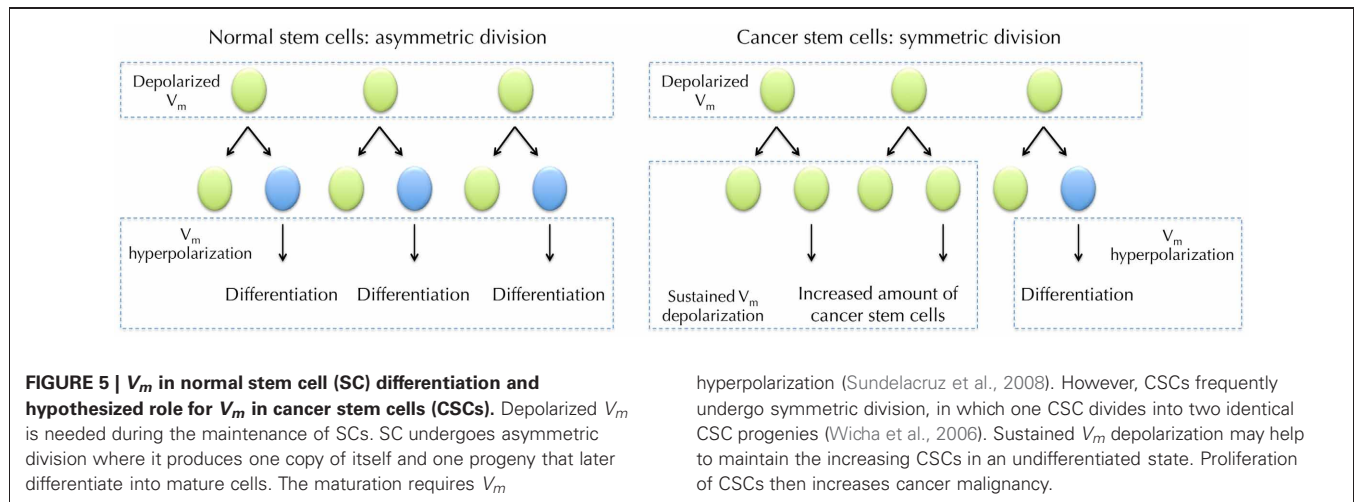 Normal stem cells: asymmetric division
Depolarized
Vm
Vm
hyperpolarization
Differentiation
Differentiation
Differentiation
Cancer stem cells: symmetric division
Depolarized
Vm
Sustained Vm
depolarization
Increased amount of
cancer stem cells
Vm
hyperpolarization
Differentiation
FIGURE 5 | Vm in normal stem cell (SC) differentiation and
hypothesized role for Vm in cancer stem cells (CSCs). Depolarized Vm
is needed during the maintenance of SCs. SC undergoes asymmetric
division where it produces one copy of itself and one progeny that later
differentiate into mature cells. The maturation requires Vm
hyperpolarization (Sundelacruz et al., 2008). However, CSCs frequently
undergo symmetric division, in which one CSC divides into two identical
CSC progenies (Wicha et al., 2006). Sustained Vm depolarization may help
to maintain the increasing CSCs in an undifferentiated state. Proliferation
of CSCs then increases cancer malignancy.